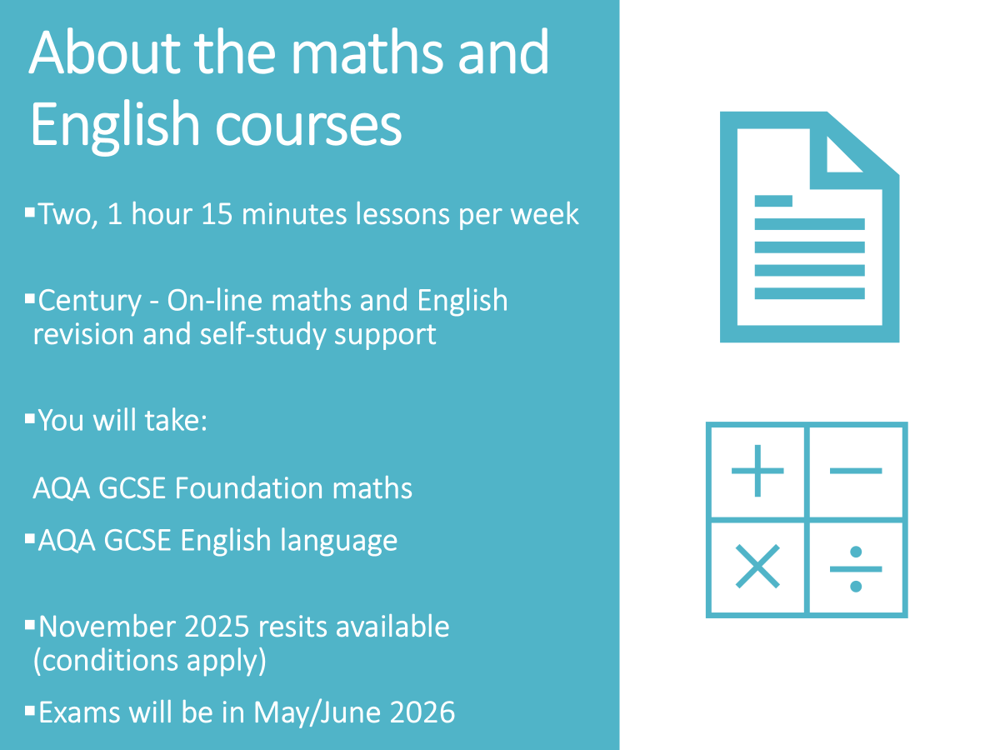 About the maths and
English courses
▪Two, 1 hour 15 minutes lessons per week
▪Century - On-line maths and English
revision and self-study support
▪You will take:
AQA GCSE Foundation maths
▪AQA GCSE English language
▪November 2025 resits available
(conditions apply)
▪Exams will be in May/June 2026